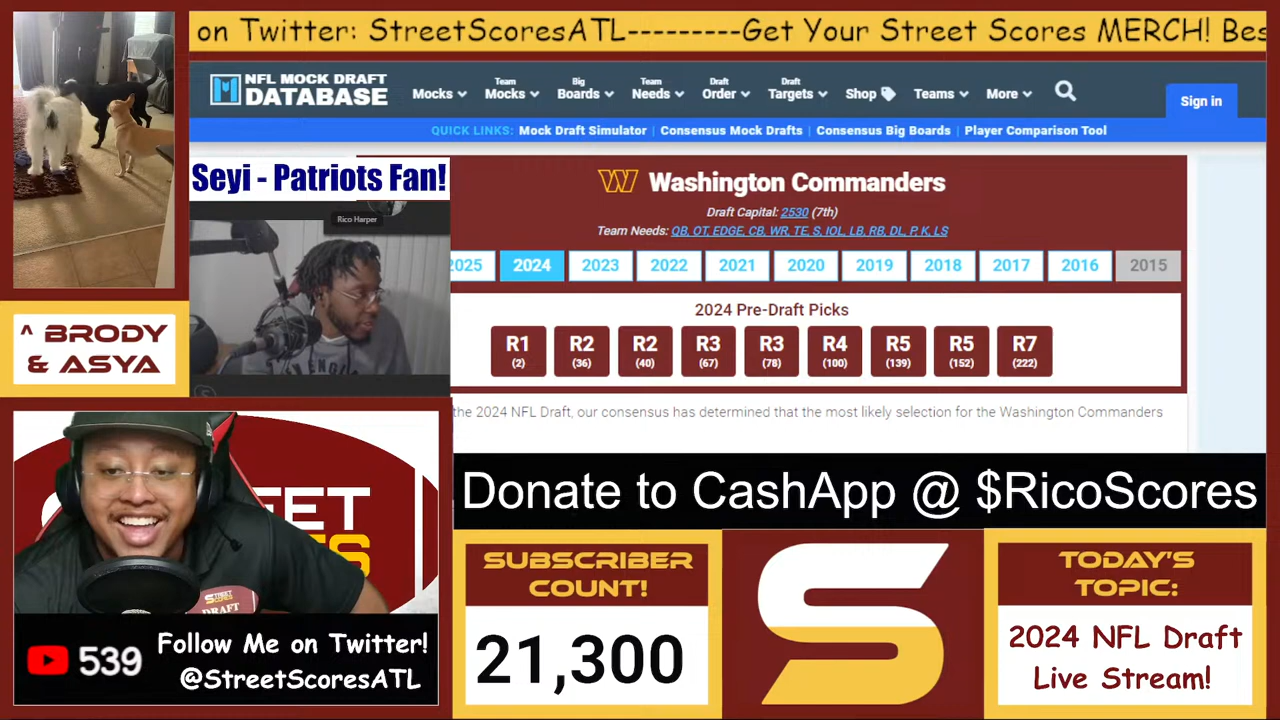 on Twitter: StreetScoresATL---------Get Your Street Scores MERCH! Bes
NFL MOCK DRAFT
DATABASE
Mocks
Team
Mocks
Big
Boards
Team
Needs
Draft
Order
Draft
Targets
Shop
Teams
More
Sign in
QUICK LINKS: Mock Draft Simulator | Consensus Mock Drafts | Consensus Big Boards | Player Comparison Tool
Seyi - Patriots Fan!
Rico Harper
W Washington Commanders
Draft Capital: 2530 (7th)
Team Needs: QB, OT, EDGE, CB, WR, TE, S, IOL, LB, RB, DL, P, K, LS
2025 2024 2023 2022 2021 2020 2019 2018 2017 2016 2015
2024 Pre-Draft Picks
R1 R2 R2 R3 R3 R4 R5 R5 R7
(2) (36) (40) (67) (78) (100) (139) (152) (222)
the 2024 NFL Draft, our consensus has determined that the most likely selection for the Washington Commanders
^ BRODY
& ASYA
STREET
SCORES
DRAFT
Donate to CashApp @ $RicoScores
SUBSCRIBER
COUNT!
21,300
S
TODAY'S
TOPIC:
2024 NFL Draft
Live Stream!
539
Follow Me on Twitter!
@StreetScoresATL